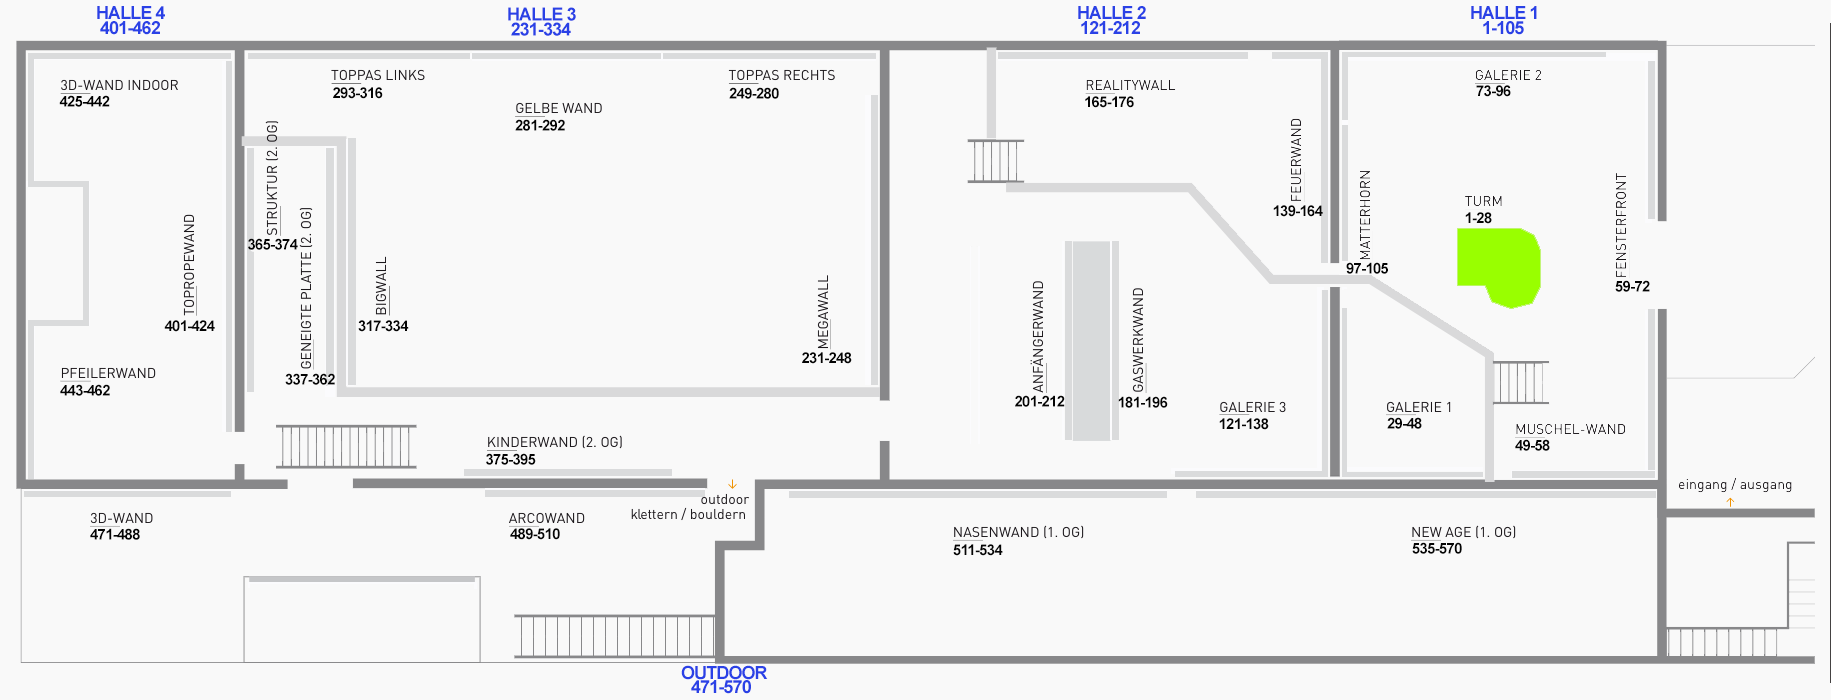 HALLE 4
401-462
HALLE 3
231-334
HALLE 2
121-212
HALLE 1
1-105
3D-WAND INDOOR
425-442
TOPROPEWAND
401-424
PFEILERWAND
443-462
TOPPAS LINKS
293-316
GELBE WAND
281-292
TOPPAS RECHTS
249-280
STRUKTUR (2. OG)
365-374
GENEIGTE PLATTE (2. OG)
337-362
BIGWALL
317-334
MEGAWALL
231-248
KINDERWAND (2. OG)
375-395
REALITYWALL
165-176
FEUERWAND
139-164
ANFÄNGERWAND
201-212
GASWERKWAND
181-196
GALERIE 3
121-138
GALERIE 2
73-96
MATTERHORN
97-105
TURM
1-28
FENSTERFRONT
59-72
GALERIE 1
29-48
MUSCHEL-WAND
49-58
eingang / ausgang
outdoor
klettern / bouldern
3D-WAND
471-488
ARCOWAND
489-510
NASENWAND (1. OG)
511-534
NEW AGE (1. OG)
535-570
OUTDOOR
471-570